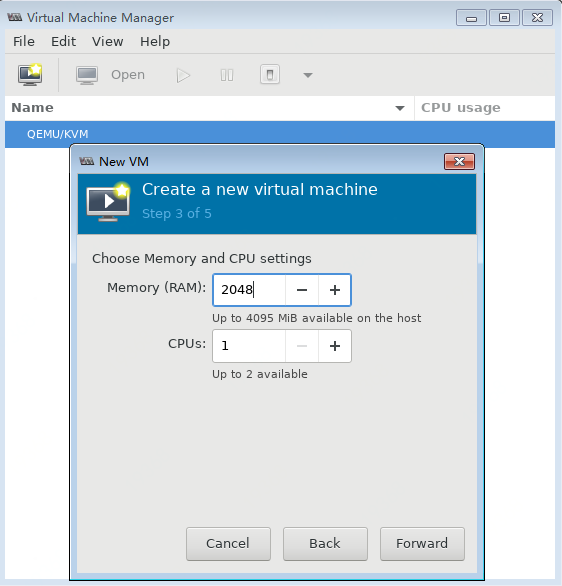 Virtual Machine Manager
File Edit View Help
Open
Name CPU usage
QEMU/KVM
New VM
Create a new virtual machine
Step 3 of 5
Choose Memory and CPU settings
Memory (RAM): 2048
Up to 4095 MiB available on the host
CPUs: 1
Up to 2 available
Cancel Back Forward